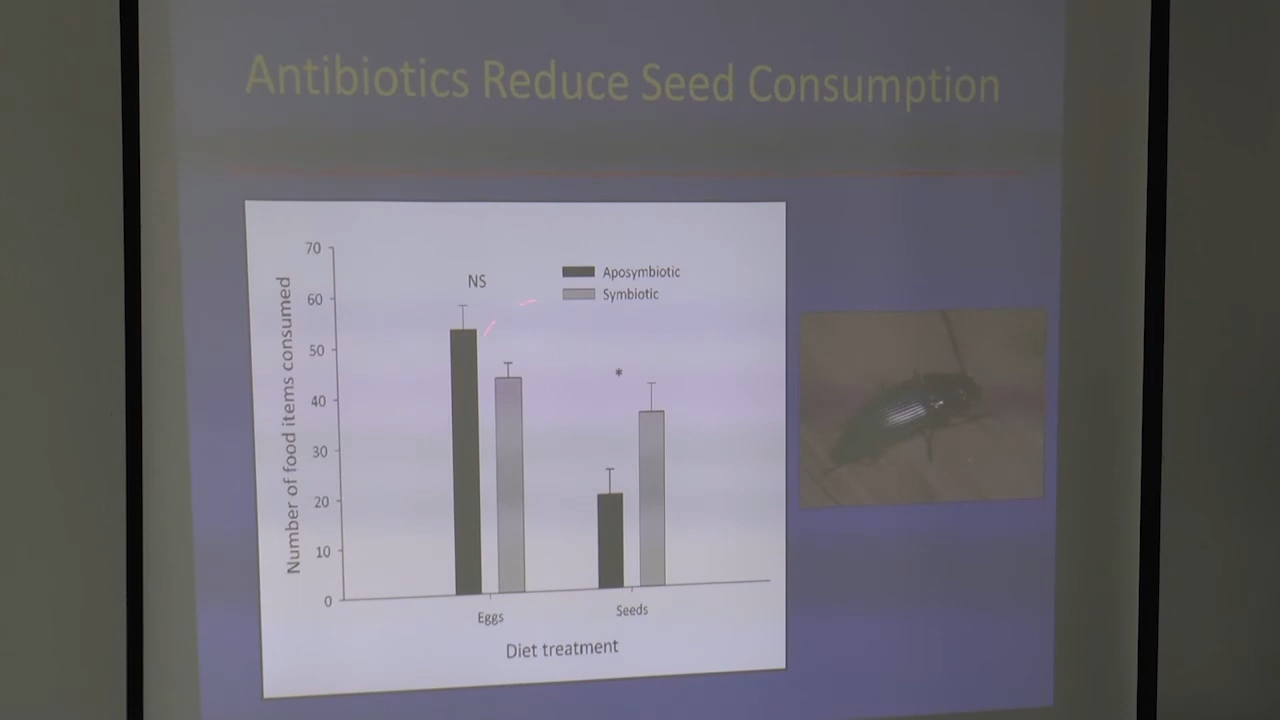 Antibiotics Reduce Seed Consumption
Number of food items consumed
70
60
50
40
30
20
10
0
NS
Aposymbiotic
Symbiotic
*
Eggs
Seeds
Diet treatment